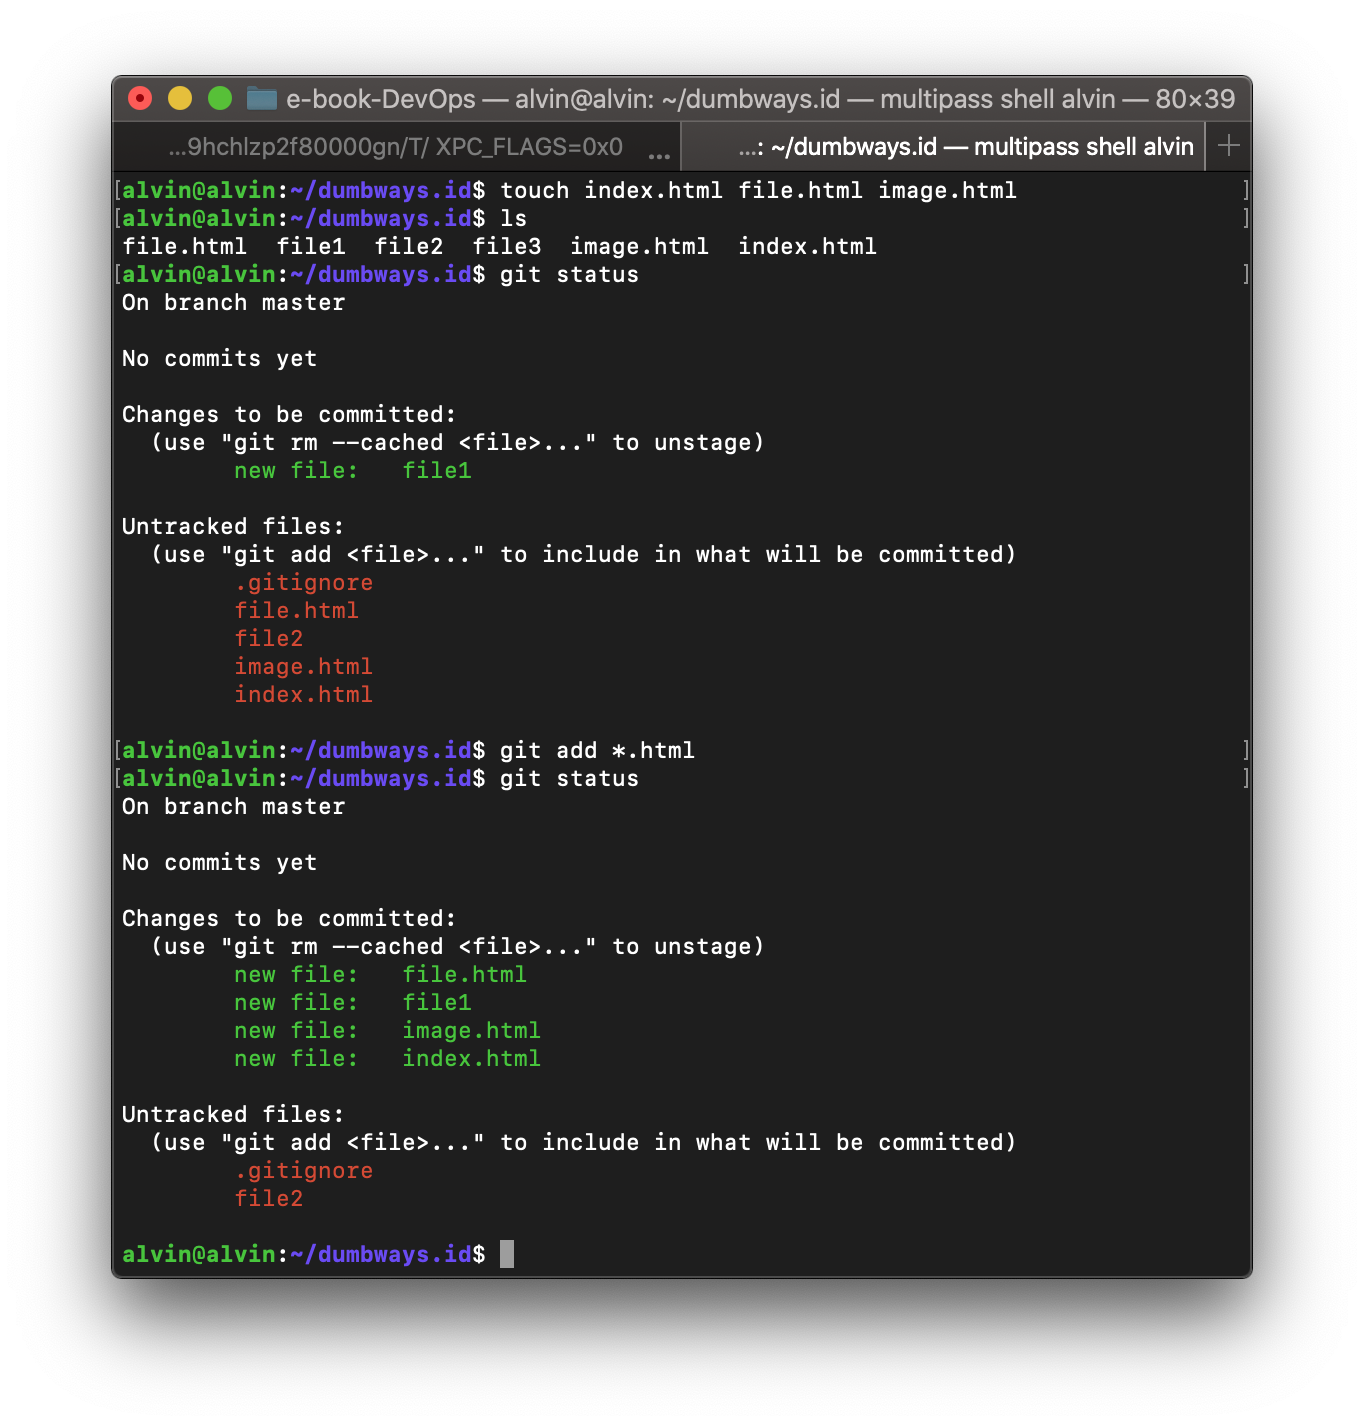 e-book-DevOps — alvin@alvin: ~/dumbways.id — multipass shell alvin — 80×39
...9hchlzp2f80000gn/T/ XPC_FLAGS=0x0 ...
...: ~/dumbways.id — multipass shell alvin +
[alvin@alvin:~/dumbways.id$ touch index.html file.html image.html ]
[alvin@alvin:~/dumbways.id$ ls ]
file.html  file1  file2  file3  image.html  index.html
[alvin@alvin:~/dumbways.id$ git status ]
On branch master

No commits yet

Changes to be committed:
  (use "git rm --cached <file>..." to unstage)
        new file:   file1

Untracked files:
  (use "git add <file>..." to include in what will be committed)
        .gitignore
        file.html
        file2
        image.html
        index.html

[alvin@alvin:~/dumbways.id$ git add *.html ]
[alvin@alvin:~/dumbways.id$ git status ]
On branch master

No commits yet

Changes to be committed:
  (use "git rm --cached <file>..." to unstage)
        new file:   file.html
        new file:   file1
        new file:   image.html
        new file:   index.html

Untracked files:
  (use "git add <file>..." to include in what will be committed)
        .gitignore
        file2

alvin@alvin:~/dumbways.id$